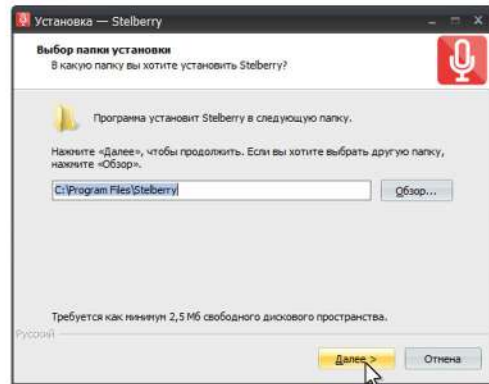 Установка — Stelberry
Выбор папки установки
В какую папку вы хотите установить Stelberry?
Программа установит Stelberry в следующую папку.
Нажмите «Далее», чтобы продолжить. Если вы хотите выбрать другую папку,
нажмите «Обзор».
C:\Program Files\Stelberry
Обзор...
Требуется как минимум 2,5 Мб свободного дискового пространства.
Русский
Далее >
Отмена